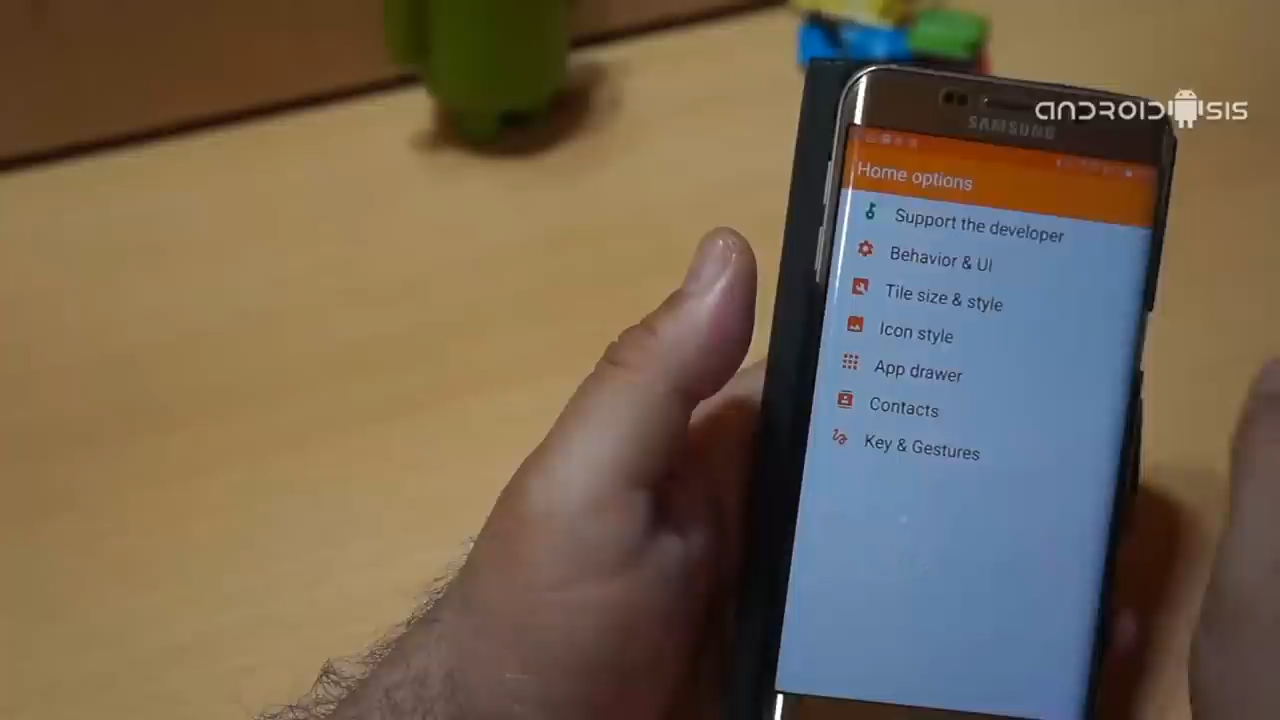 ANDROIDSIS
SAMSUNG
Home options
Support the developer
Behavior & UI
Tile size & style
Icon style
App drawer
Contacts
Key & Gestures